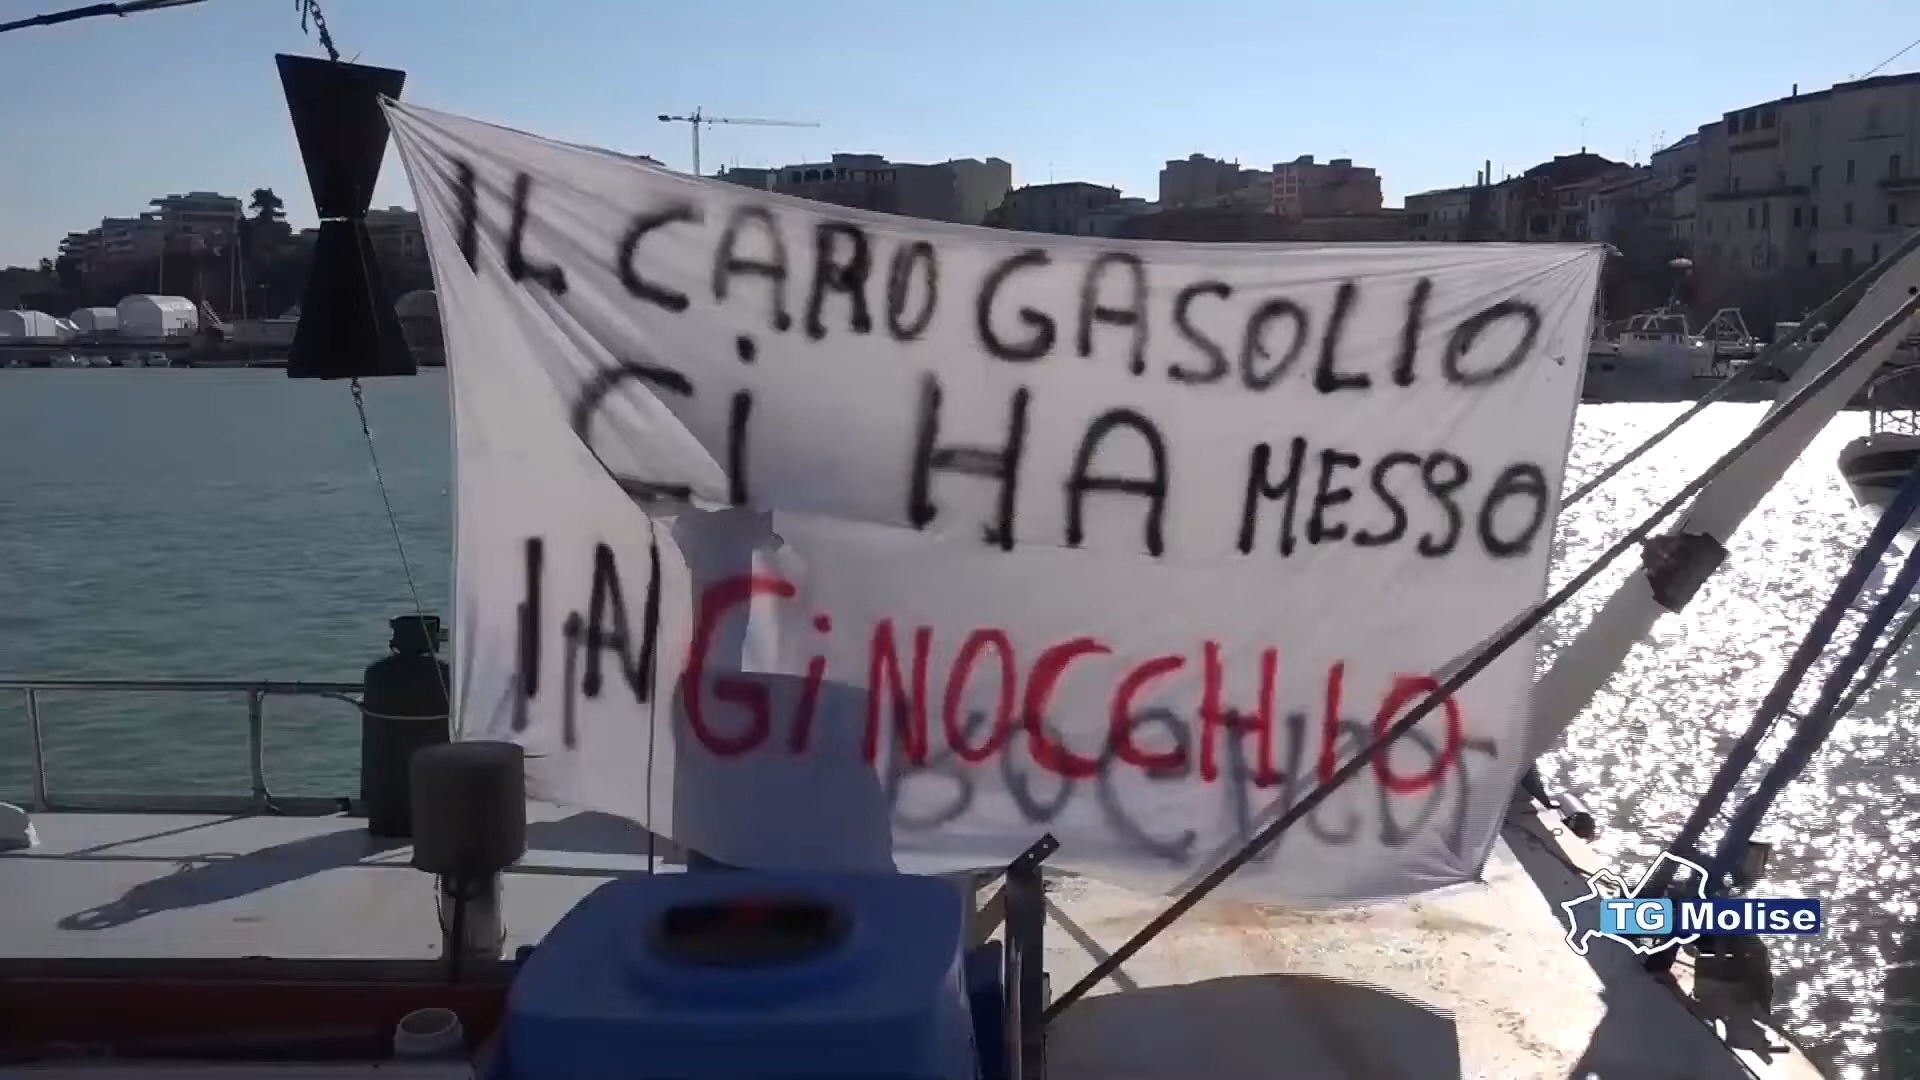 IL CARO GASOLIO
Ci HA MESSO
IN GiNOCCHIO
TG Molise